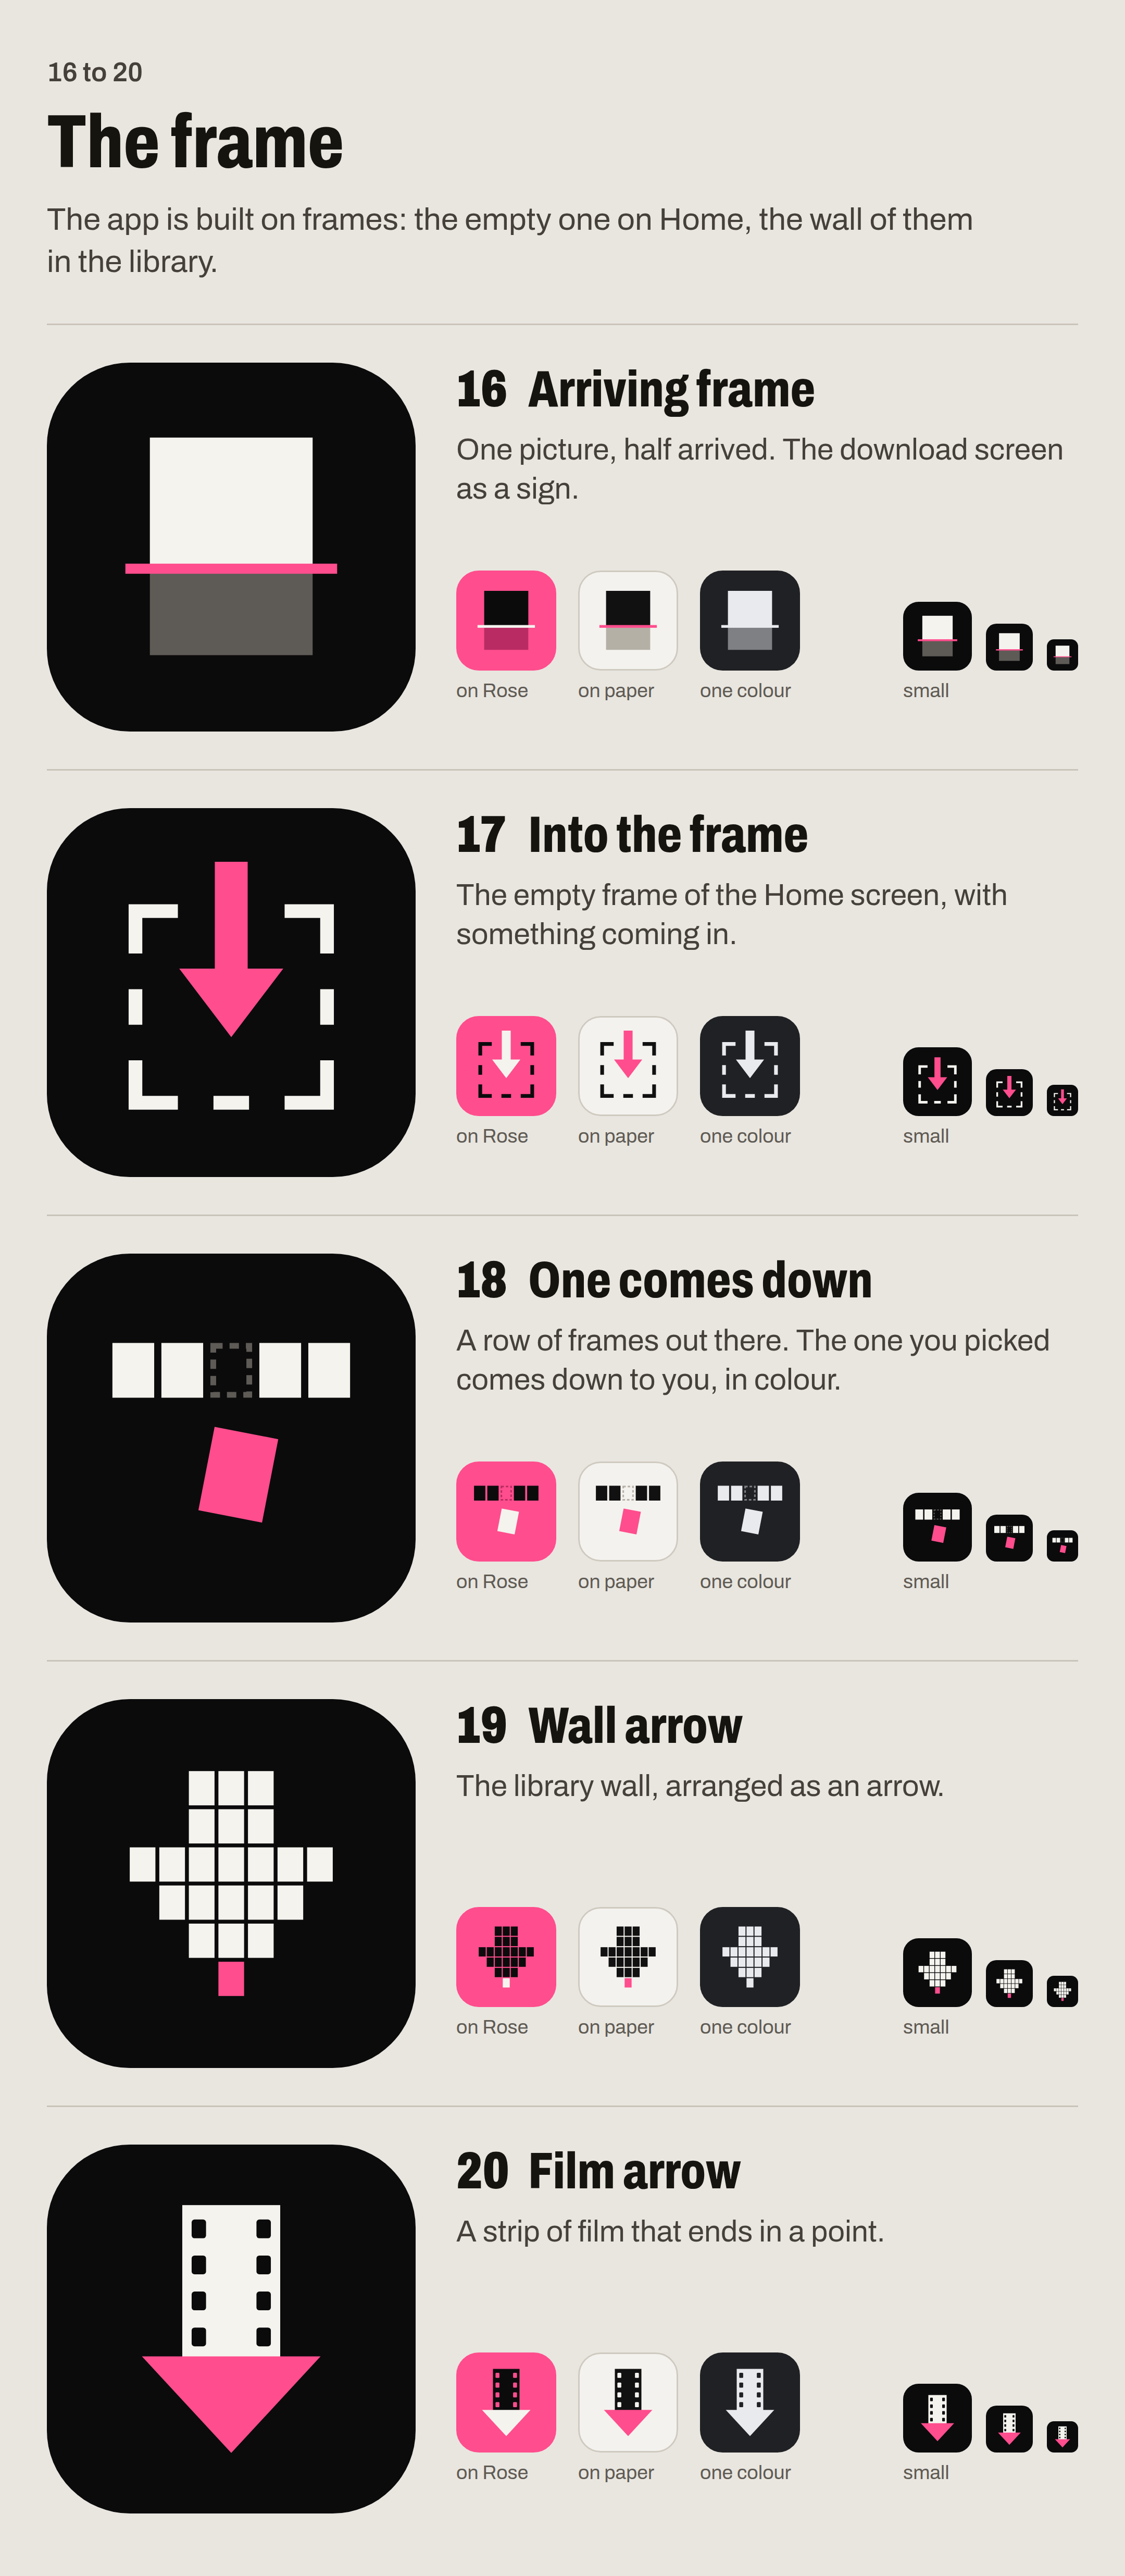 16 to 20
The frame
The app is built on frames: the empty one on Home, the wall of them
in the library.
16 Arriving frame
One picture, half arrived. The download screen
as a sign.
on Rose on paper one colour small
17 Into the frame
The empty frame of the Home screen, with
something coming in.
on Rose on paper one colour small
18 One comes down
A row of frames out there. The one you picked
comes down to you, in colour.
on Rose on paper one colour small
19 Wall arrow
The library wall, arranged as an arrow.
on Rose on paper one colour small
20 Film arrow
A strip of film that ends in a point.
on Rose on paper one colour small